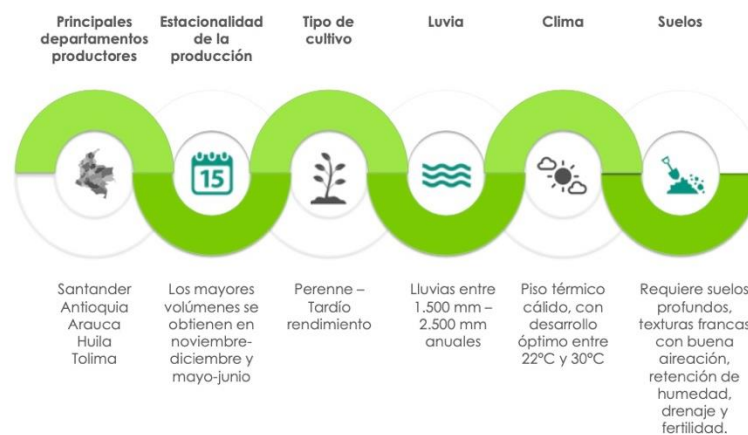 Principales
departamentos
productores
Estacionalidad
de la
producción
Tipo de
cultivo
Luvia
Clima
Suelos
15
Santander
Antioquia
Arauca
Huila
Tolima
Los mayores
volúmenes se
obtienen en
noviembre-
diciembre y
mayo-junio
Perenne –
Tardío
rendimiento
Lluvias entre
1.500 mm –
2.500 mm
anuales
Piso térmico
cálido, con
desarrollo
óptimo entre
22°C y 30°C
Requiere suelos
profundos,
texturas francas
con buena
aireación,
retención de
humedad,
drenaje y
fertilidad.